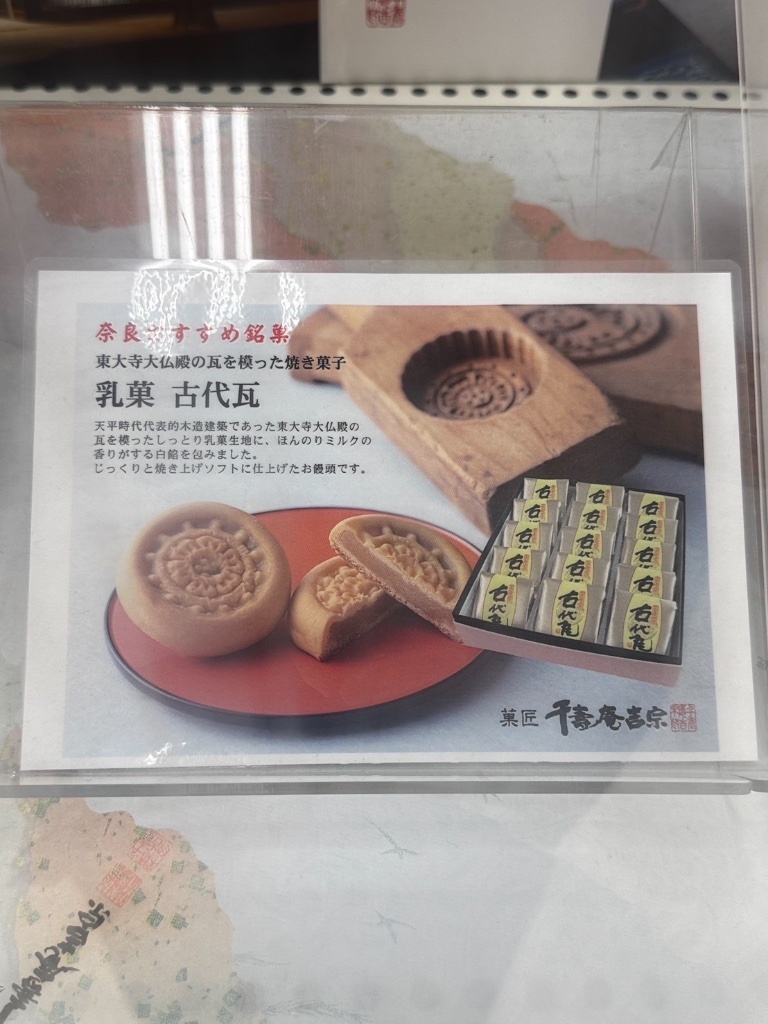 奈良おすすめ銘菓
東大寺大仏殿の瓦を模った焼き菓子
乳菓 古代瓦
天平時代代表的木造建築であった東大寺大仏殿の
瓦を模ったしっとり乳菓生地に、ほんのりミルクの
香りがする白餡を包みました。
じっくりと焼き上げソフトに仕上げたお饅頭です。
古代瓦
古代瓦
古代瓦
菓匠 千壽庵吉宗